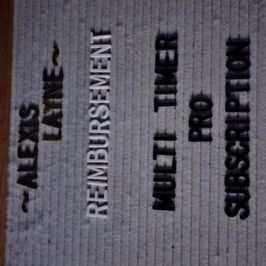 ~ALEXIS
LAYNE~
REIMBURSEMENT
MULTI TIMER
PRO
SUBSCRIPTION